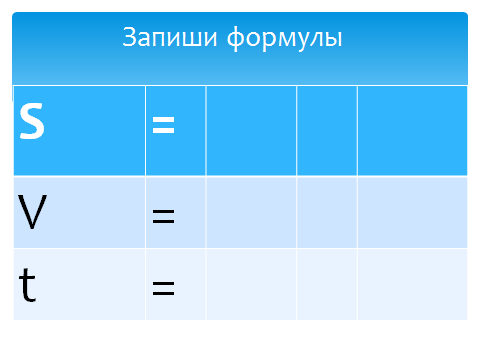 Запиши формулы
S =
V =
t =